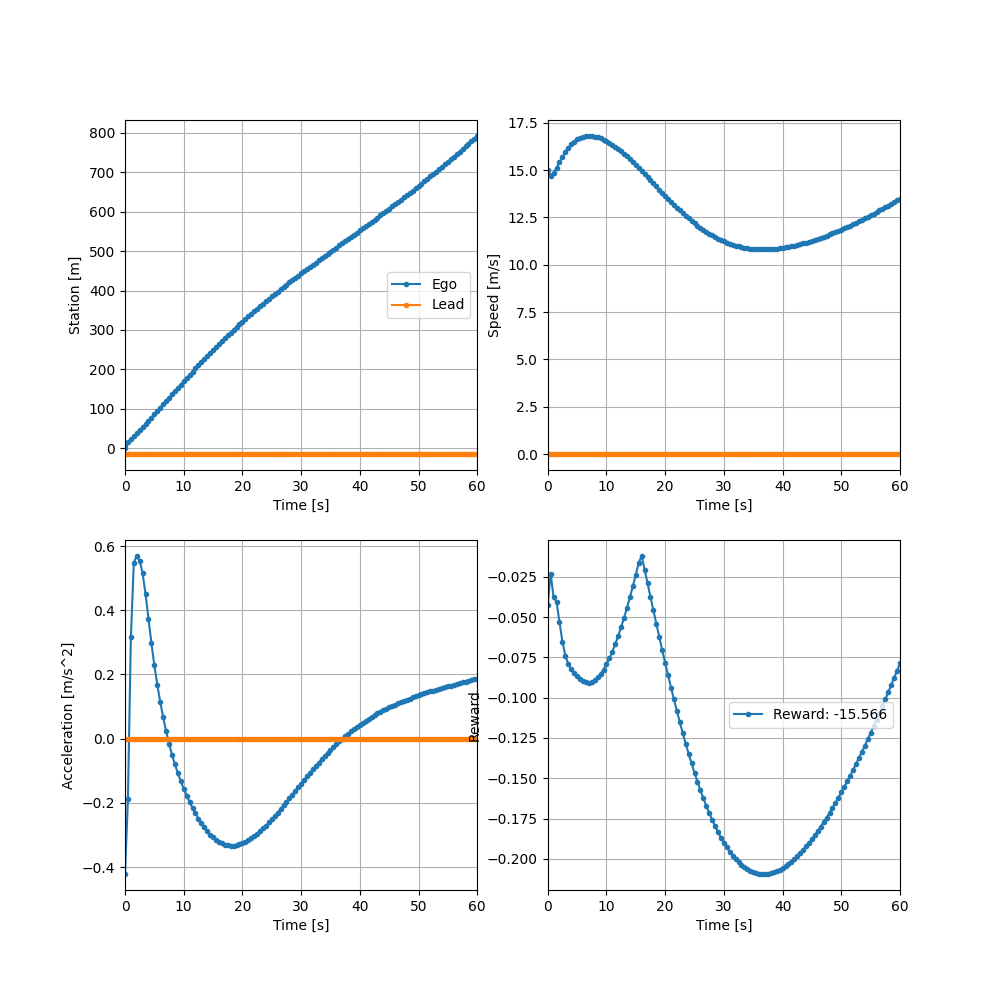 800
700
600
500
400
300
200
100
0
Station [m]
Ego
Lead
0 10 20 30 40 50 60
Time [s]
17.5
15.0
12.5
10.0
7.5
5.0
2.5
0.0
Speed [m/s]
0 10 20 30 40 50 60
Time [s]
0.6
0.4
0.2
0.0
−0.2
−0.4
Acceleration [m/s^2]
0 10 20 30 40 50 60
Time [s]
−0.025
−0.050
−0.075
−0.100
−0.125
−0.150
−0.175
−0.200
Reward
Reward: -15.566
0 10 20 30 40 50 60
Time [s]